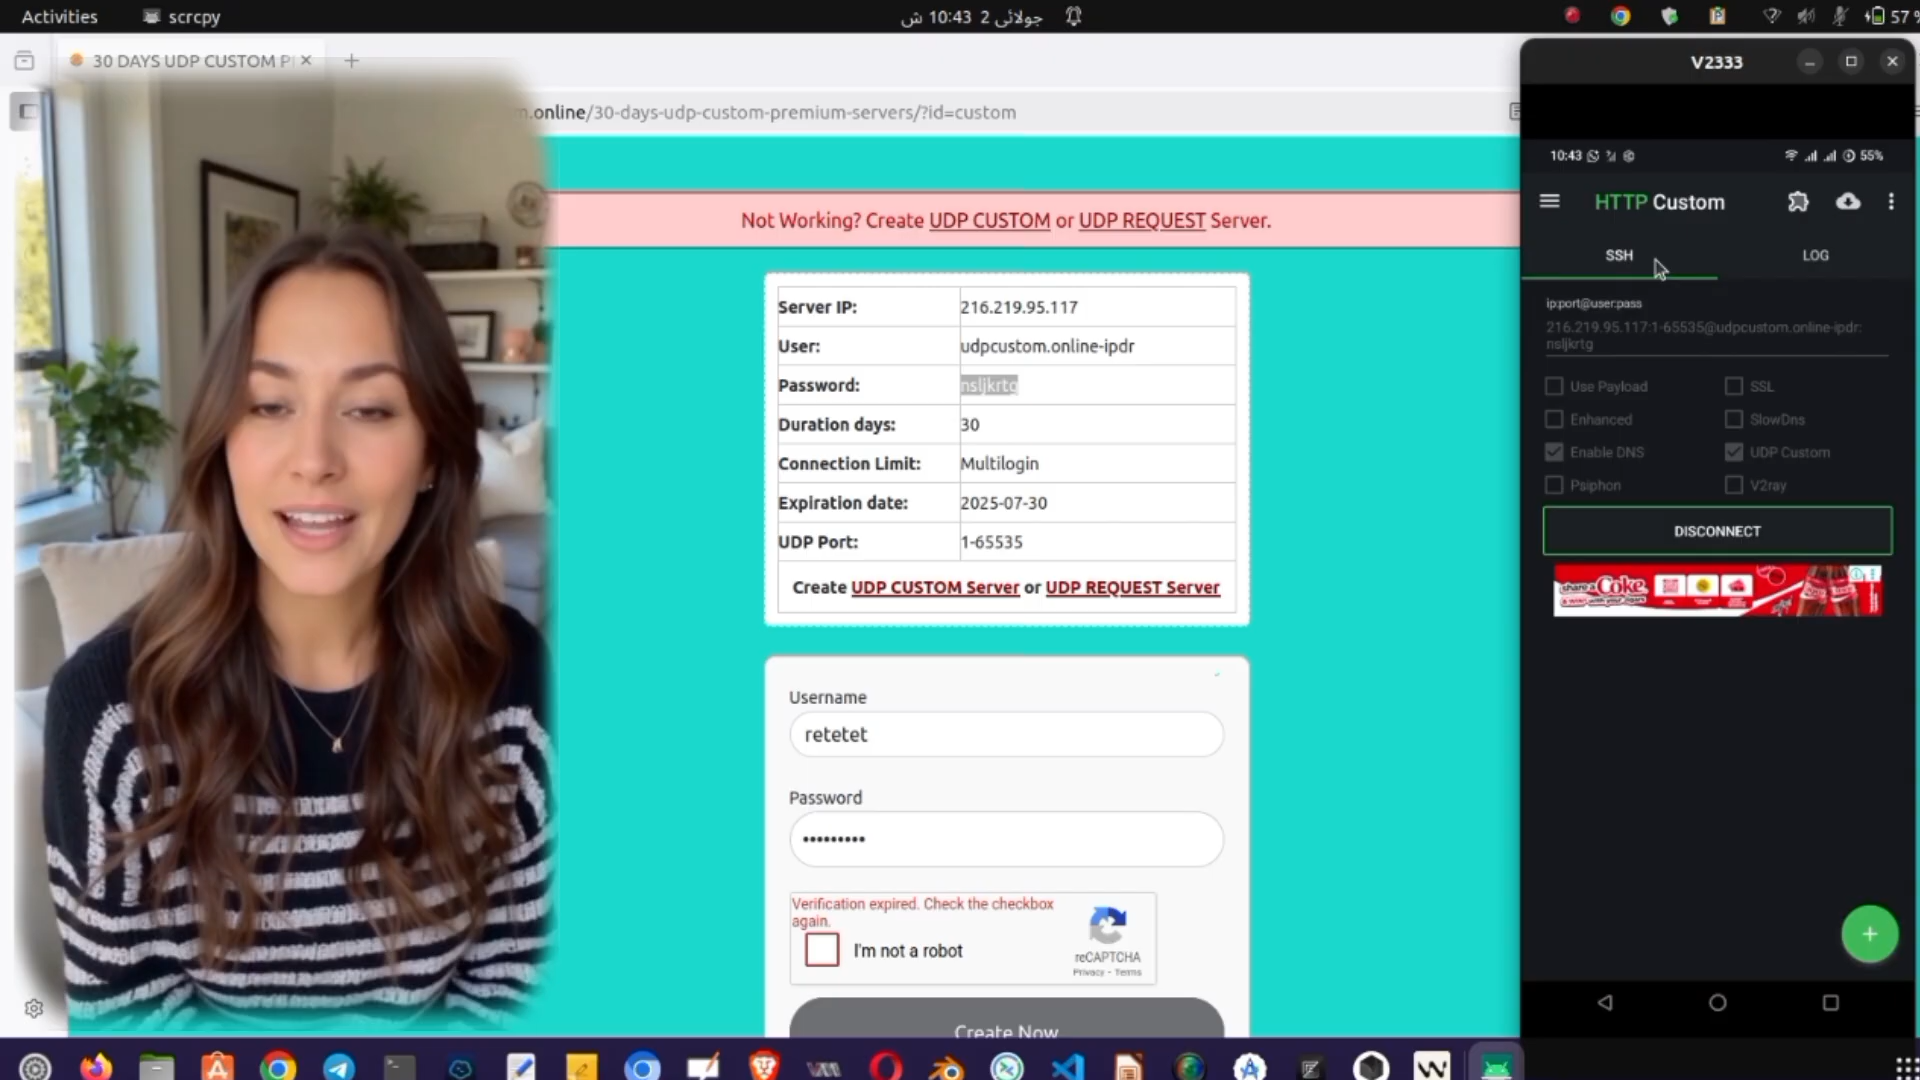 Activities
scrcpy
جولائی 2 10:43 ش
57 %
30 DAYS UDP CUSTOM P
.online/30-days-udp-custom-premium-servers/?id=custom
Not Working? Create UDP CUSTOM or UDP REQUEST Server.
Server IP: 216.219.95.117
User: udpcustom.online-ipdr
Password: nsljkrtg
Duration days: 30
Connection Limit: Multilogin
Expiration date: 2025-07-30
UDP Port: 1-65535
Create UDP CUSTOM Server or UDP REQUEST Server
Username
retetet
Password
•••••••••
Verification expired. Check the checkbox
again.
I'm not a robot
reCAPTCHA
Privacy - Terms
Create Now
V2333
10:43
55%
HTTP Custom
SSH
LOG
ip:port@user:pass
216.219.95.117:1-65535@udpcustom.online-ipdr:
nsljkrtg
Use Payload
SSL
Enhanced
SlowDns
Enable DNS
UDP Custom
Psiphon
V2ray
DISCONNECT
share a
Coke
+